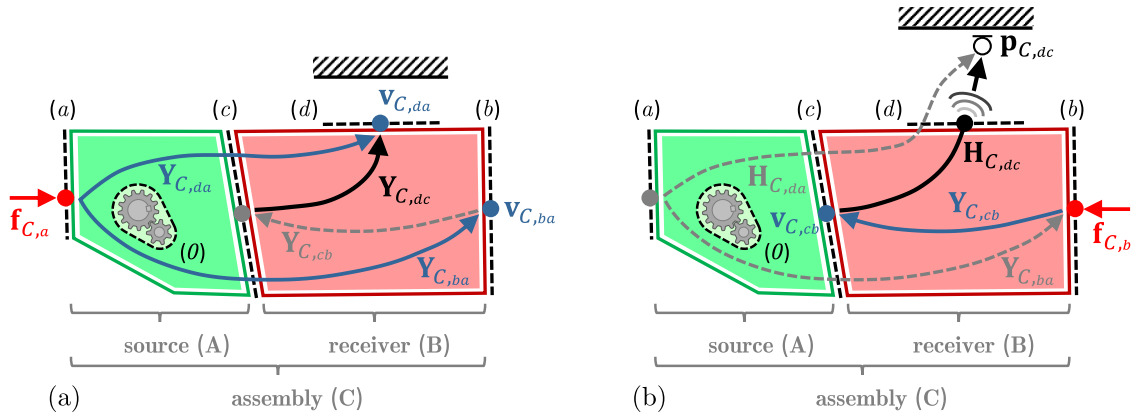 (a) (c) (d) (b)
v_{C,da}
Y_{C,da}
Y_{C,dc}
f_{C,a}
(0)
Y_{C,cb}
v_{C,ba}
Y_{C,ba}
source (A) receiver (B)
assembly (C)
(a)
p_{C,dc}
(a) (c) (d) (b)
H_{C,dc}
H_{C,da}
Y_{C,cb}
v_{C,cb}
f_{C,b}
(0)
Y_{C,ba}
source (A) receiver (B)
assembly (C)
(b)